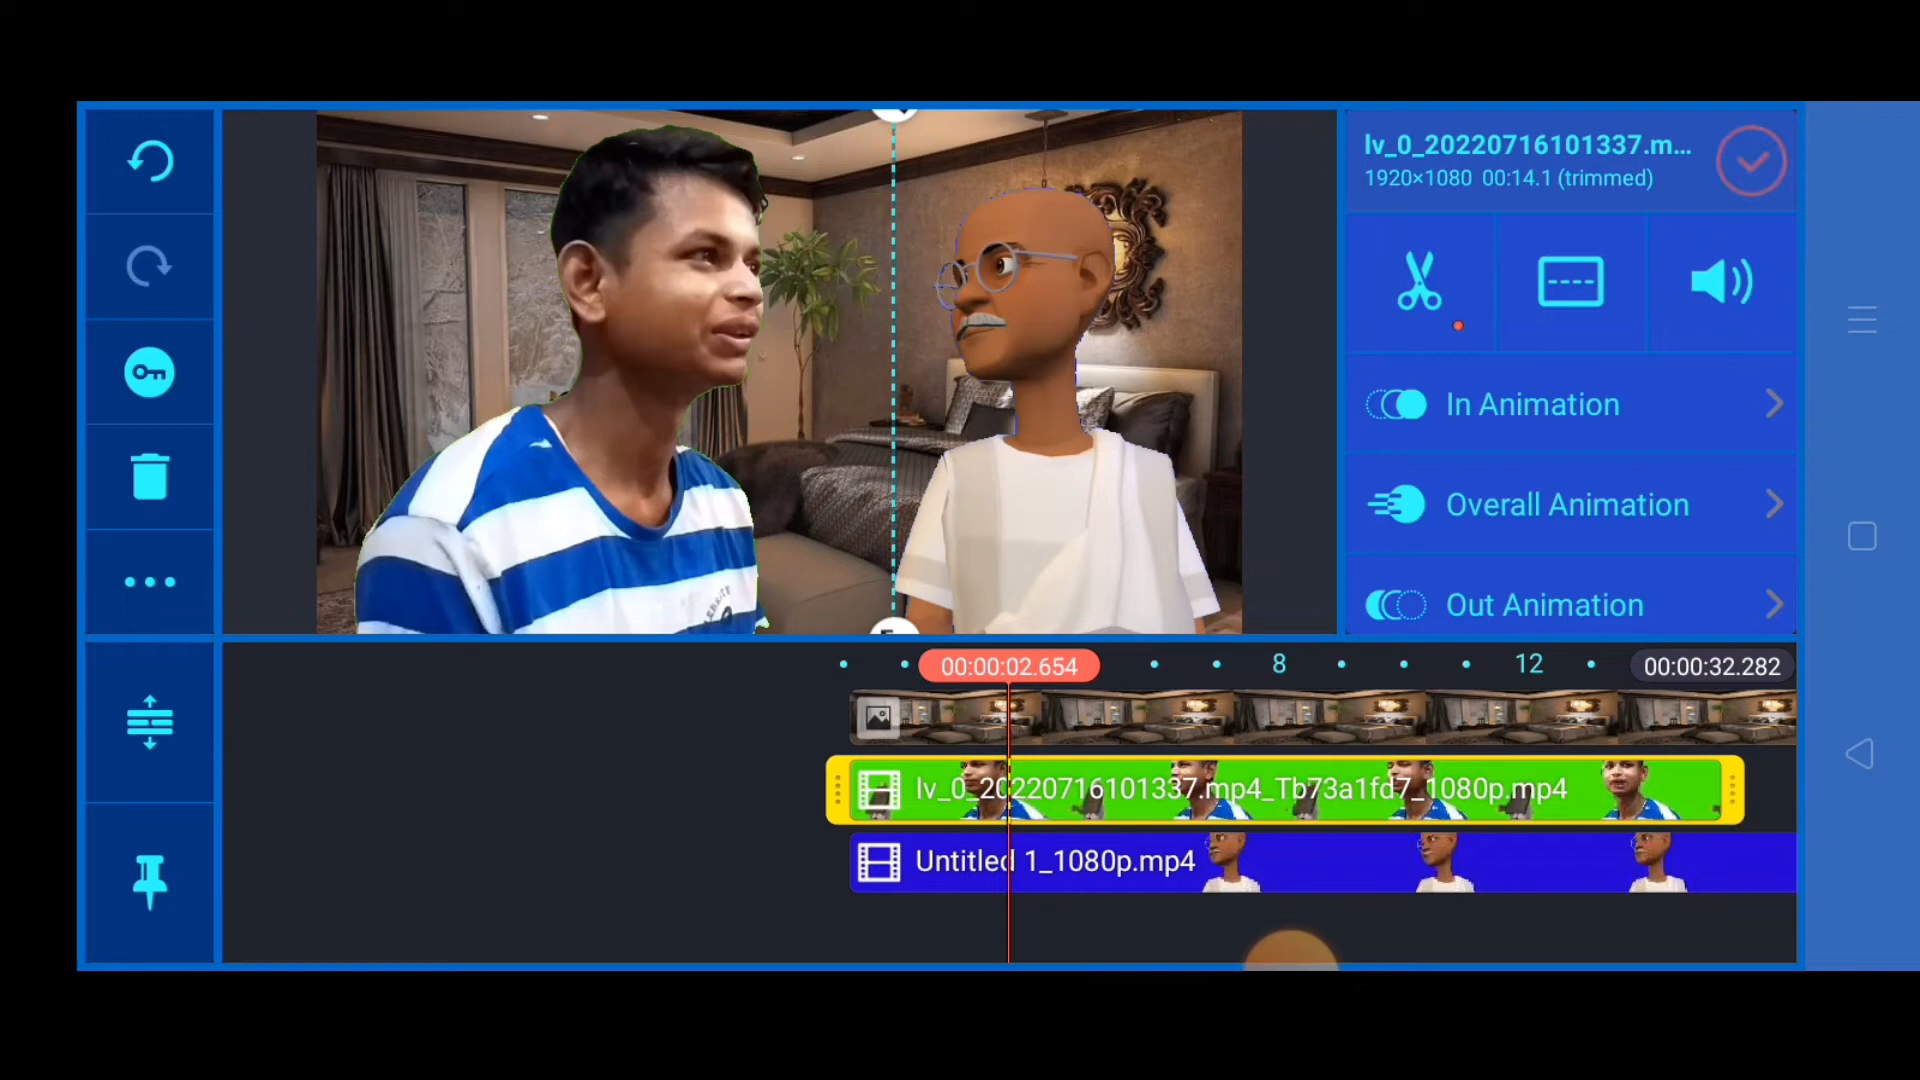 lv_0_20220716101337.m...
1920×1080 00:14.1 (trimmed)
In Animation
Overall Animation
Out Animation
00:00:02.654
8
12
00:00:32.282
lv_0_20220716101337.mp4_Tb73a1fd7_1080p.mp4
Untitled 1_1080p.mp4